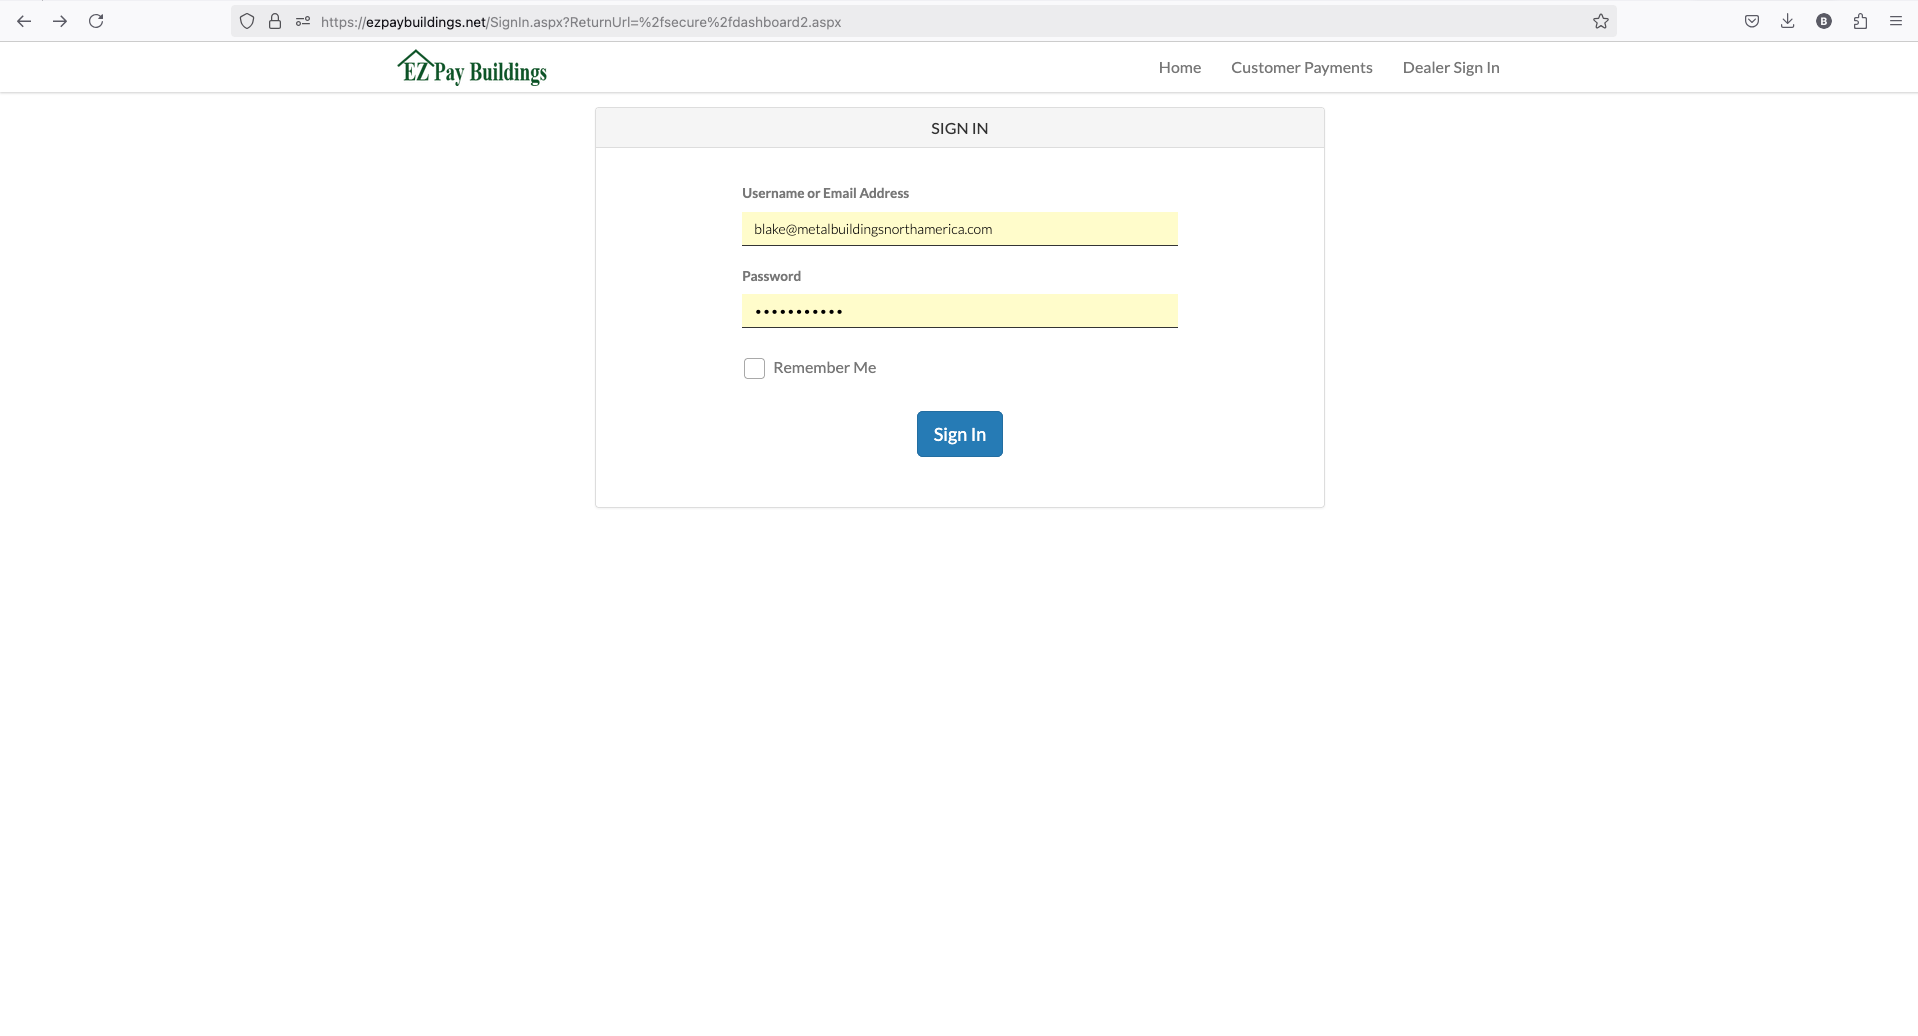 https://ezpaybuildings.net/SignIn.aspx?ReturnUrl=%2fsecure%2fdashboard2.aspx
B
EZ Pay Buildings
Home
Customer Payments
Dealer Sign In
SIGN IN
Username or Email Address
blake@metalbuildingsnorthamerica.com
Password
•••••••••••
Remember Me
Sign In